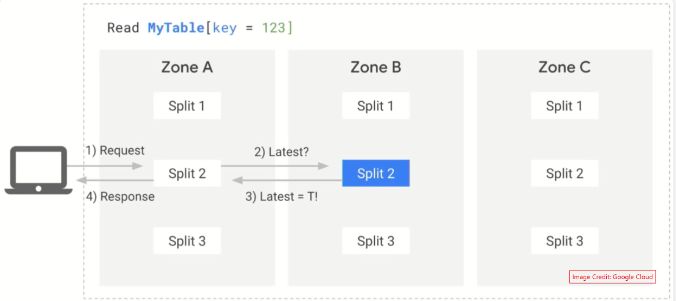 Read MyTable[key = 123]
Zone A
Zone B
Zone C
Split 1
Split 1
Split 1
1) Request
2) Latest?
Split 2
Split 2
Split 2
4) Response
3) Latest = T!
Split 3
Split 3
Split 3
Image Credit: Google Cloud